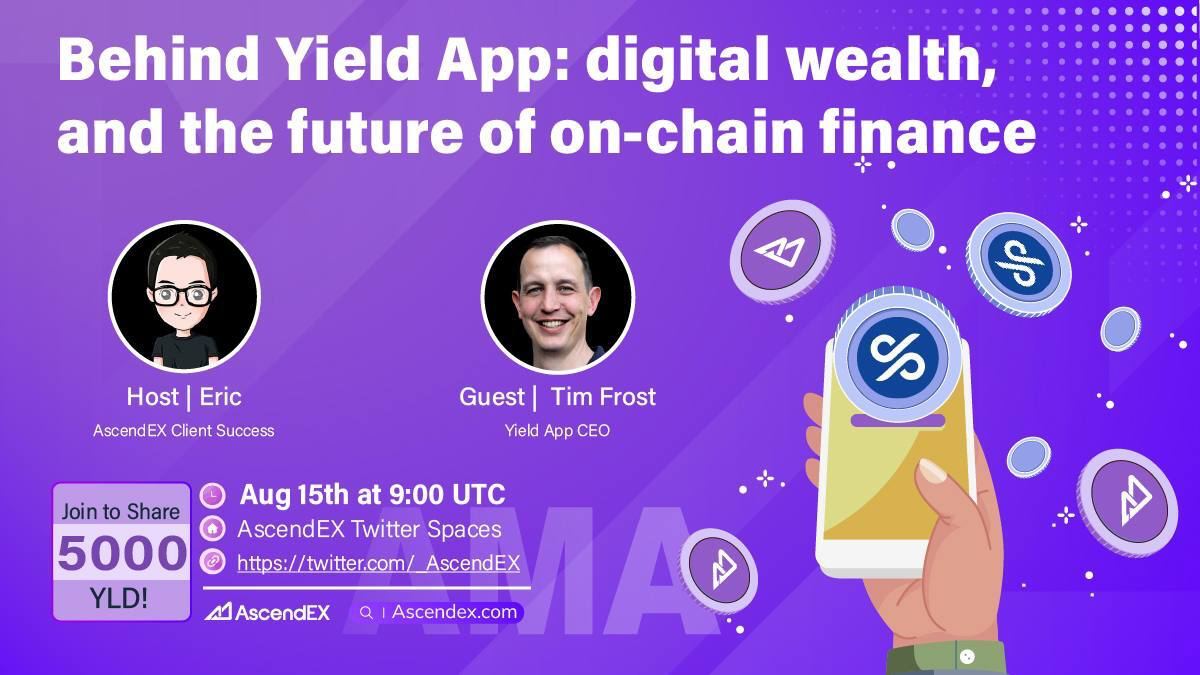 Behind Yield App: digital wealth,
and the future of on-chain finance
Host | Eric
AscendEX Client Success
Guest | Tim Frost
Yield App CEO
Join to Share
5000
YLD!
Aug 15th at 9:00 UTC
AscendEX Twitter Spaces
https://twitter.com/_AscendEX
AscendEX
Ascendex.com
AMA